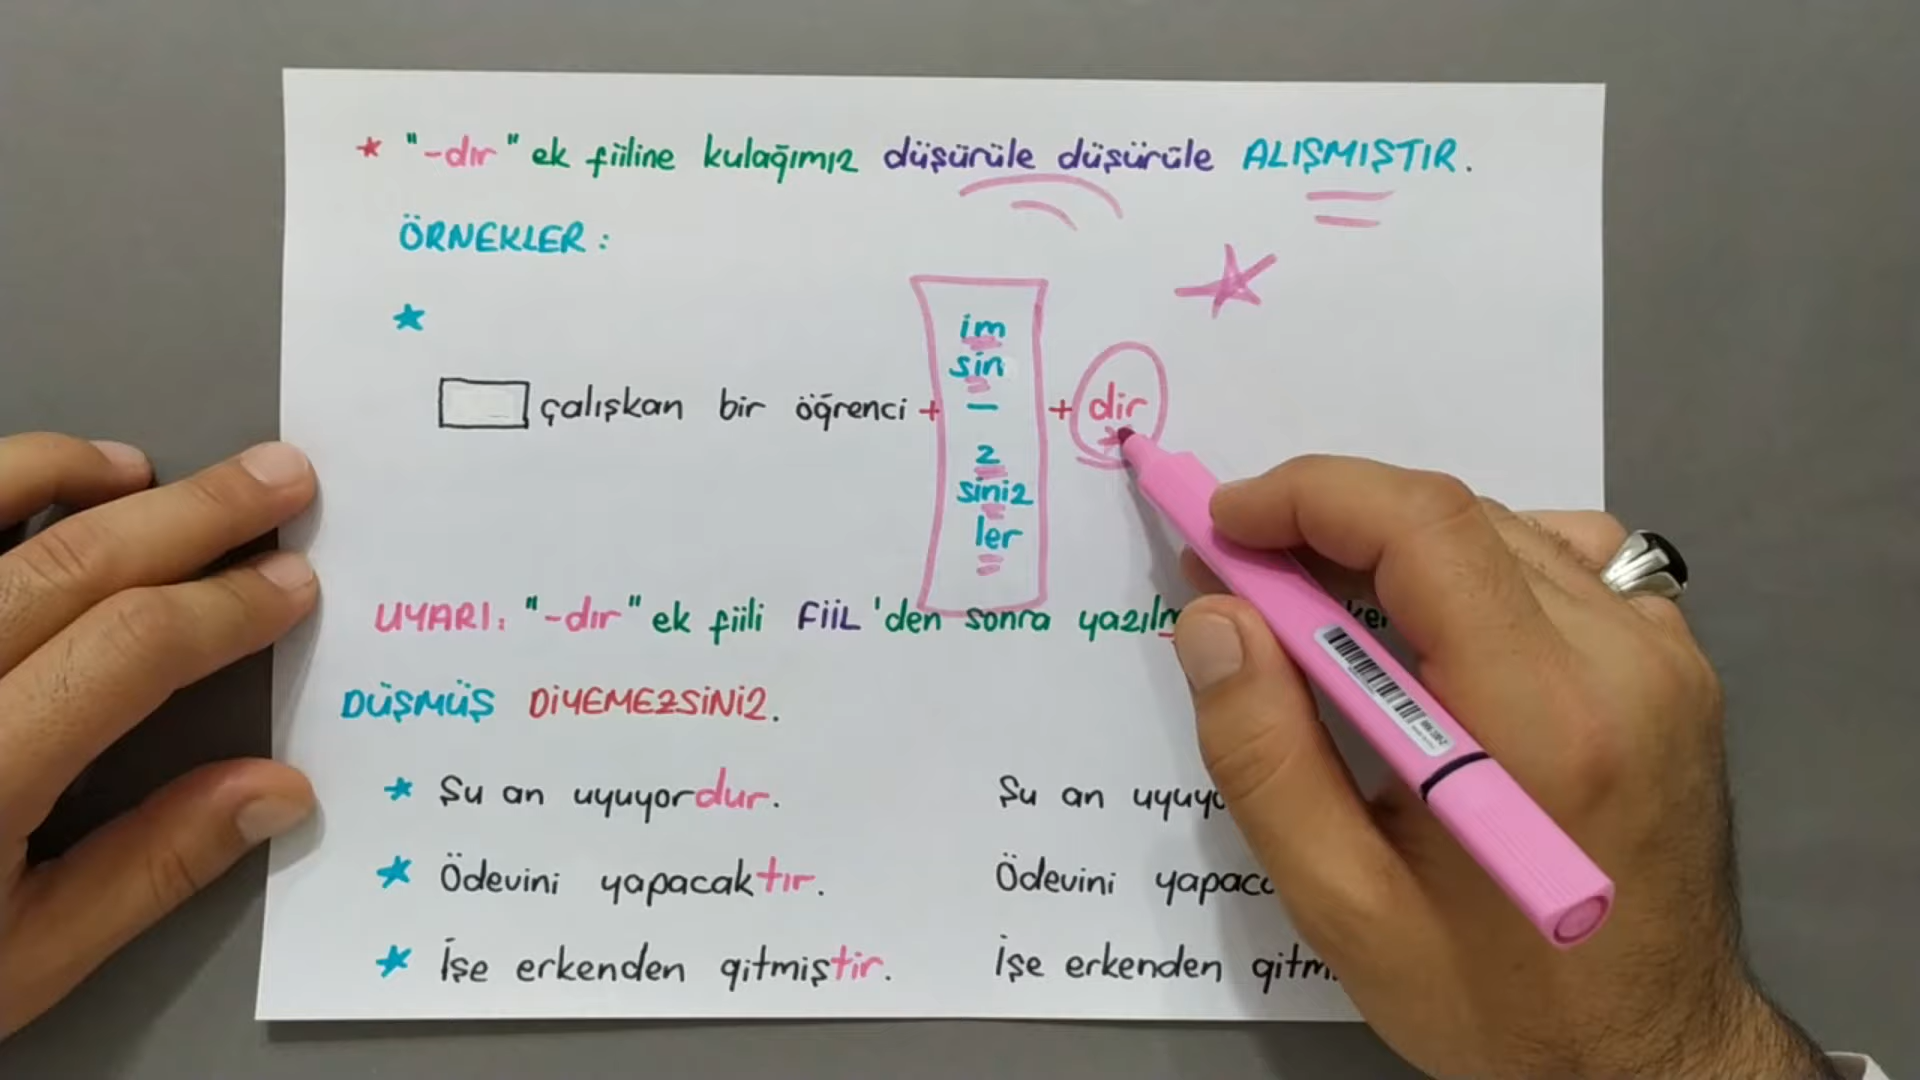 "-dır" ek fiiline kulağımız düşürüle düşürüle ALIŞMIŞTIR.
ÖRNEKLER:
im
sin
çalışkan bir öğrenci + — + dir
z
siniz
ler
UYARI: "-dır" ek fiili FİİL'den sonra
DÜŞMÜŞ DİYEMEZSİNİZ.
Şu an uyuyordur. Şu an
Ödevini yapacaktır. Ödevini
İşe erkenden gitmiştir. İşe erkenden